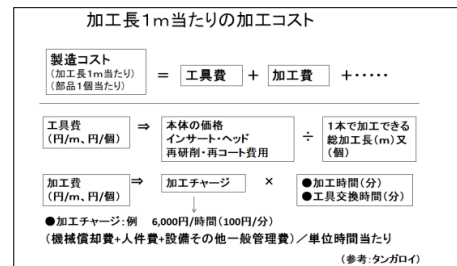 加工長1m当たりの加工コスト
製造コスト
(加工長1m当たり)
(部品1個当たり)
= 工具費 + 加工費 +・・・・・
工具費
(円/m、円/個)
⇒
本体の価格
インサート・ヘッド
再研削・再コート費用
÷
1本で加工できる
総加工長(m)又
(個)
加工費
(円/m、円/個)
⇒
加工チャージ
×
●加工時間(分)
●工具交換時間(分)
●加工チャージ:例 6,000円/時間(100円/分)
(機械償却費+人件費+設備その他一般管理費)/単位時間当たり
(参考:タンガロイ)